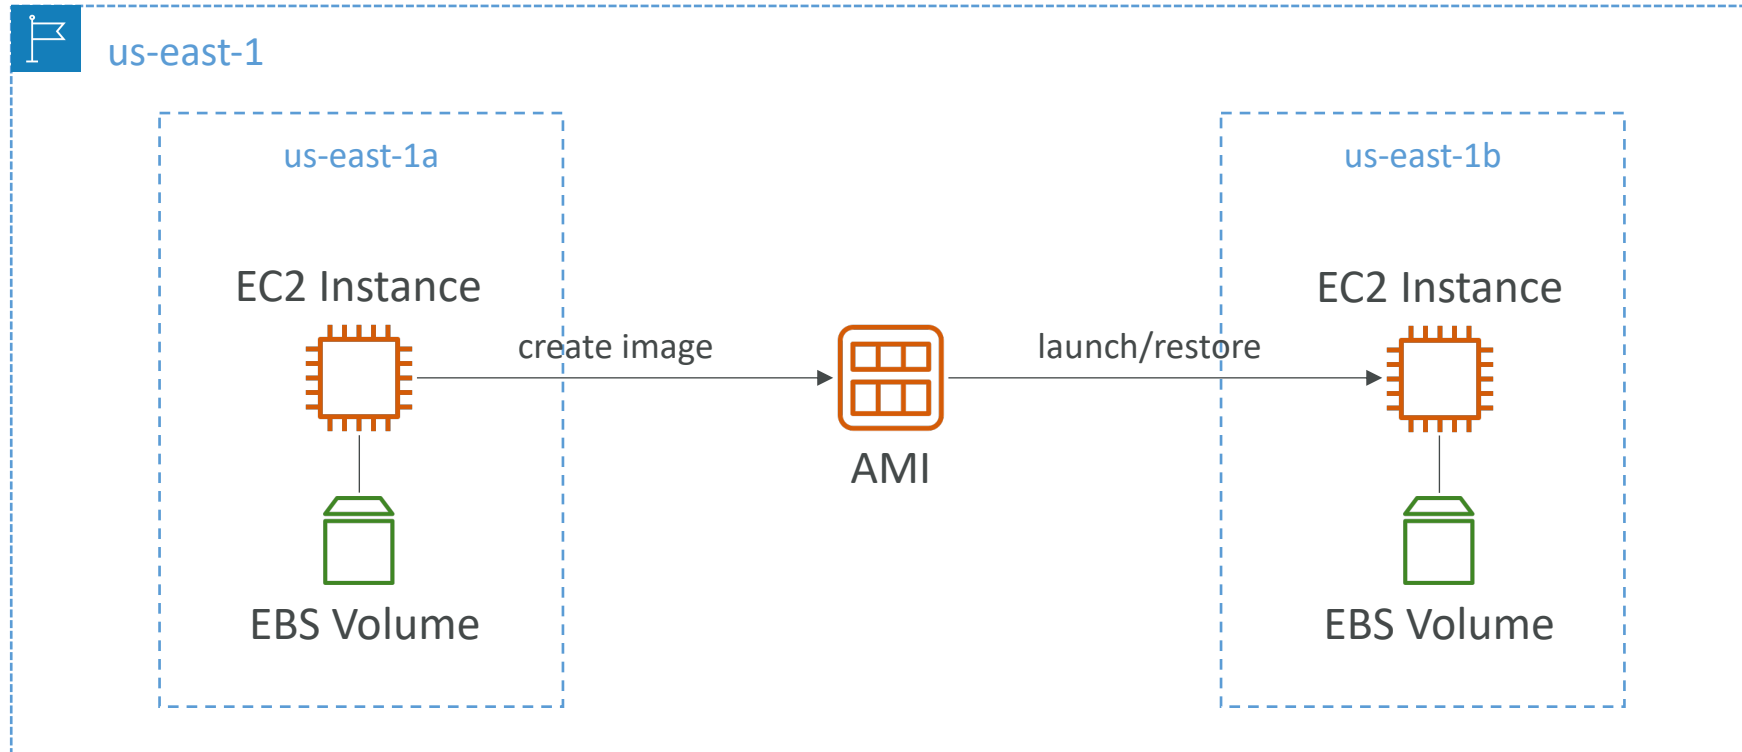 us-east-1
us-east-1a
us-east-1b
EC2 Instance
EC2 Instance
create image
launch/restore
AMI
EBS Volume
EBS Volume